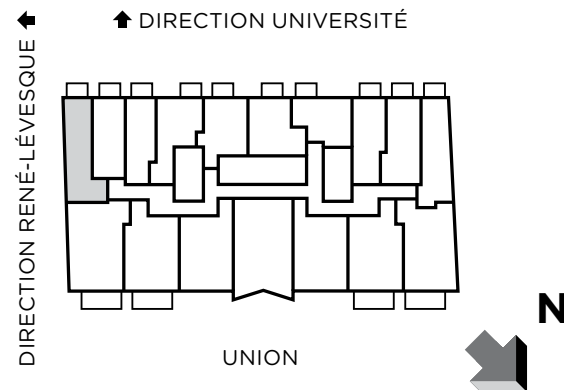 DIRECTION UNIVERSITÉ
DIRECTION RENÉ-LÉVESQUE
UNION
N